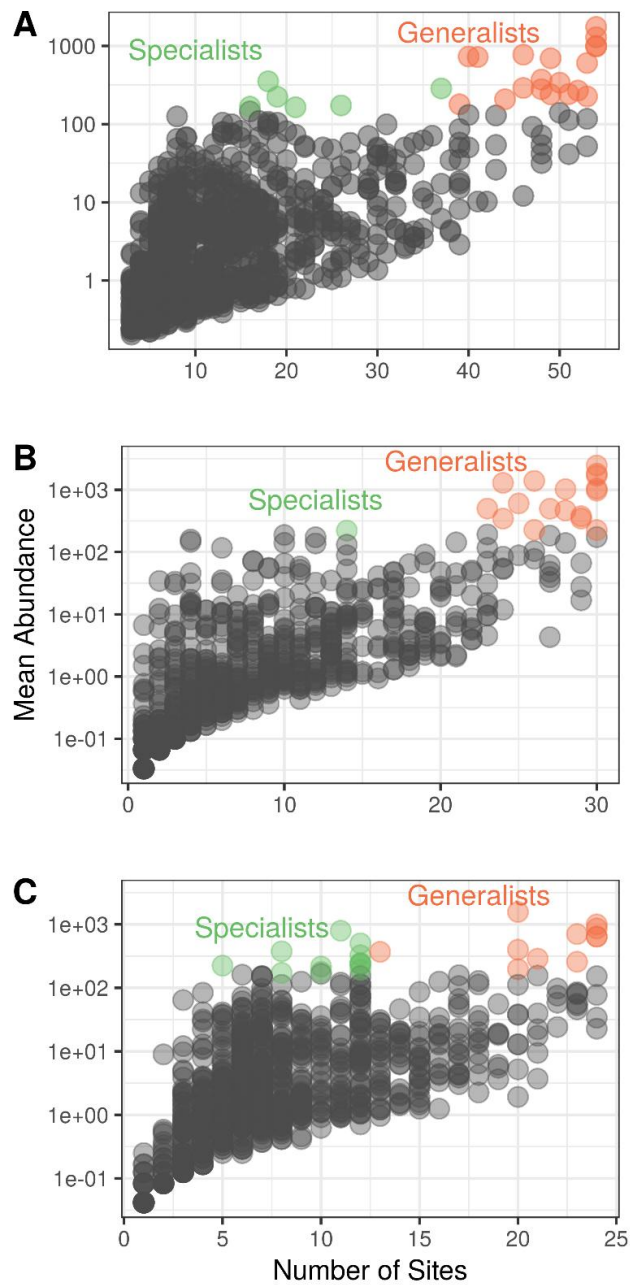 A
Specialists
Generalists
1000
100
10
1
10 20 30 40 50
B
Generalists
Specialists
1e+03
1e+02
1e+01
1e+00
1e-01
Mean Abundance
0 10 20 30
C
Generalists
Specialists
1e+03
1e+02
1e+01
1e+00
1e-01
0 5 10 15 20 25
Number of Sites